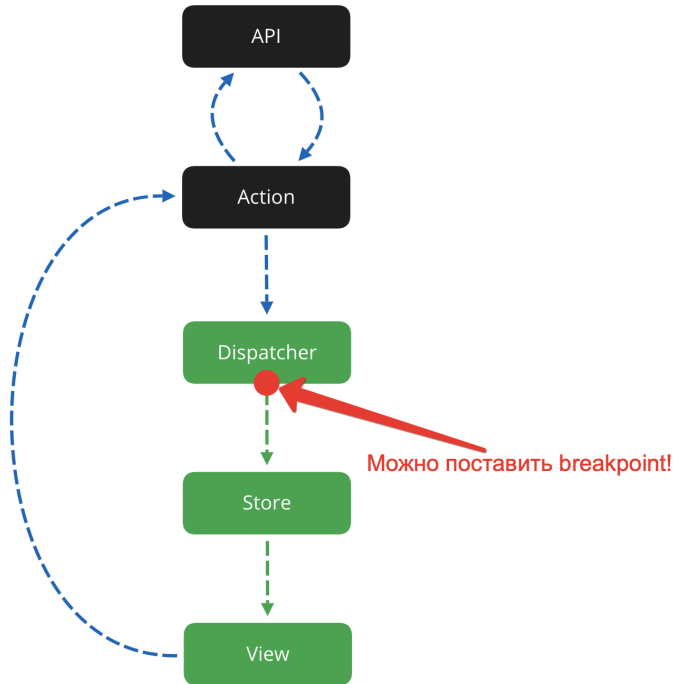 API
Action
Dispatcher
Можно поставить breakpoint!
Store
View